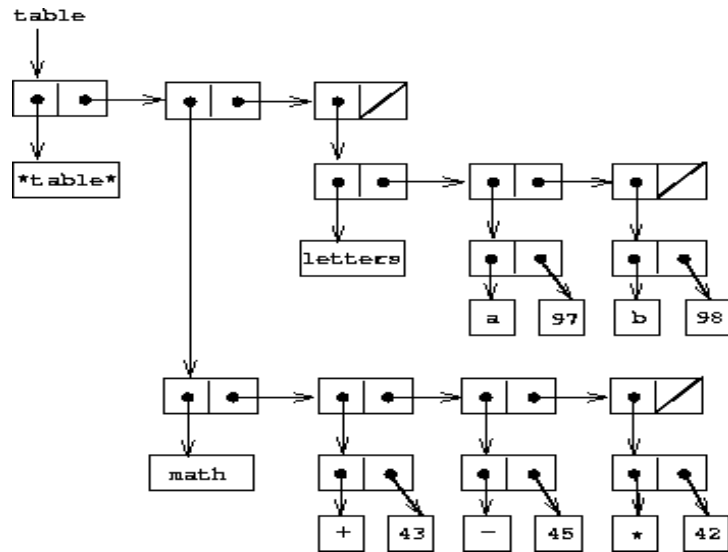 table
*table*
letters
a 97 b 98
math
+ 43 - 45 * 42